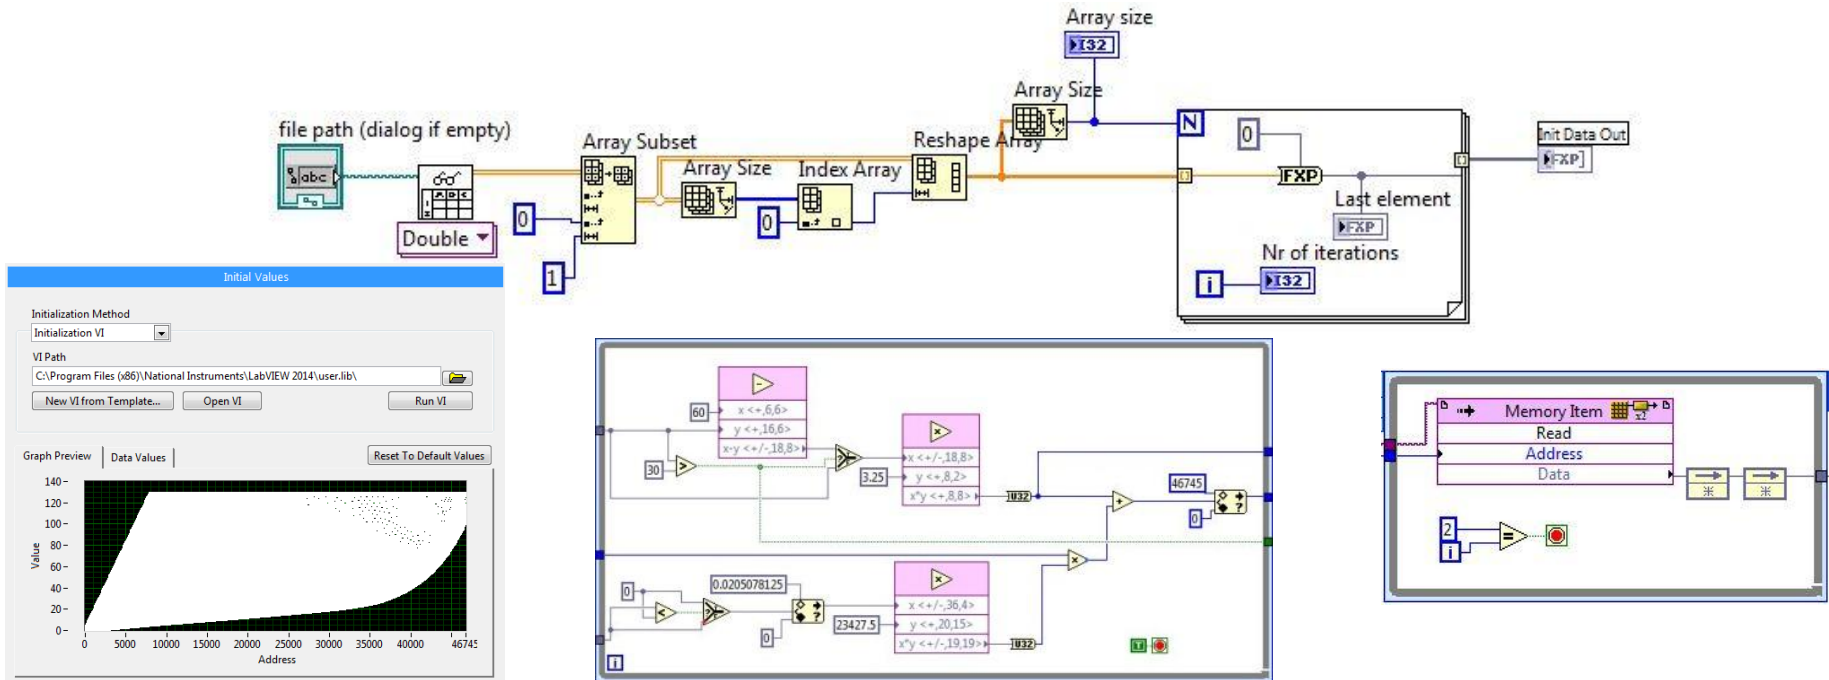 Array size
I32
Array Size
file path (dialog if empty)
abc
Array Subset
Reshape Array
Array Size
Index Array
Double
0
1
0
N
0
FXP
Last element
FXP
Nr of iterations
i
I32
Init Data Out
FXP
Initial Values
Initialization Method
Initialization VI
VI Path
C:\Program Files (x86)\National Instruments\LabVIEW 2014\user.lib\
New VI from Template...
Open VI
Run VI
Graph Preview
Data Values
Reset To Default Values
140
120
100
80
60
40
20
0
Value
0
5000
10000
15000
20000
25000
30000
35000
40000
46745
Address
60
x <+,6,6>
y <+,16,6>
x-y <+/-,18,8>
30
>
3.25
x <+/-,18,8>
y <+,8,2>
x*y <+,8,8>
U32
46745
0
0
<
0.0205078125
0
23427.5
x <+/-,36,4>
y <+,20,15>
x*y <+/-,19,19>
U32
i
T
Memory Item
x2
Read
Address
Data
2
i
=